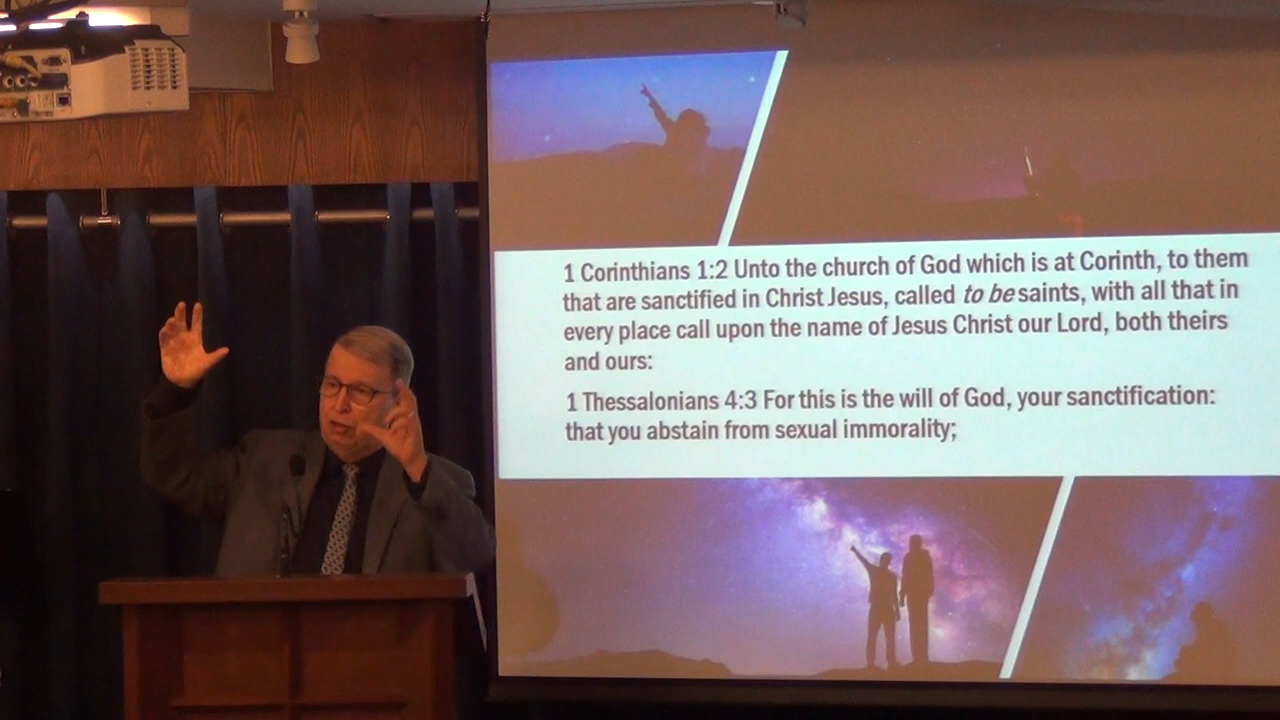 1 Corinthians 1:2 Unto the church of God which is at Corinth, to them
that are sanctified in Christ Jesus, called to be saints, with all that in
every place call upon the name of Jesus Christ our Lord, both theirs
and ours:
1 Thessalonians 4:3 For this is the will of God, your sanctification:
that you abstain from sexual immorality;